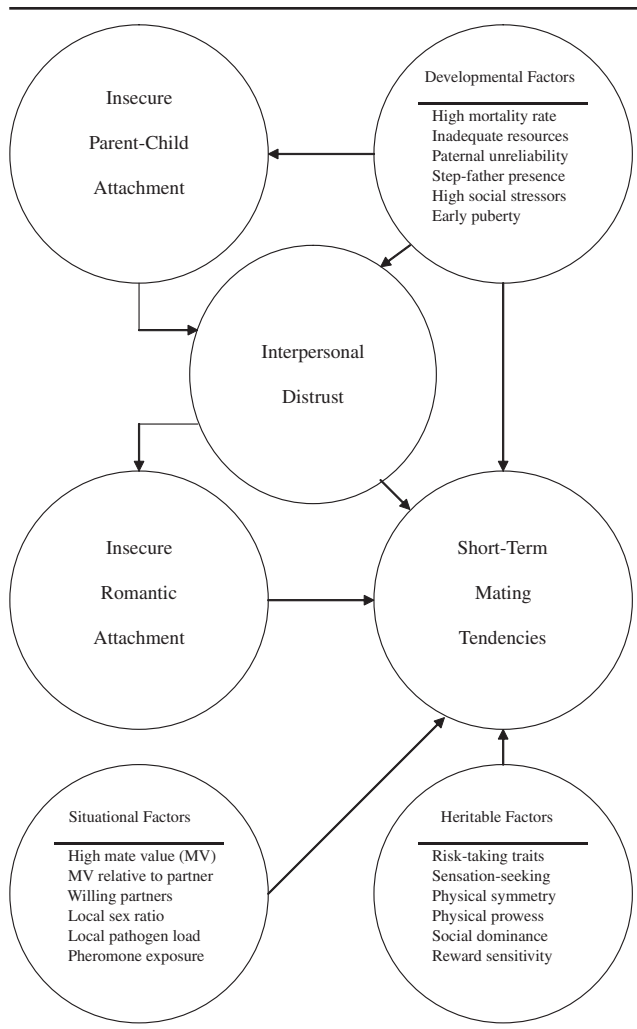 Insecure
Parent-Child
Attachment
Developmental Factors
High mortality rate
Inadequate resources
Paternal unreliability
Step-father presence
High social stressors
Early puberty
Interpersonal
Distrust
Insecure
Romantic
Attachment
Short-Term
Mating
Tendencies
Situational Factors
High mate value (MV)
MV relative to partner
Willing partners
Local sex ratio
Local pathogen load
Pheromone exposure
Heritable Factors
Risk-taking traits
Sensation-seeking
Physical symmetry
Physical prowess
Social dominance
Reward sensitivity